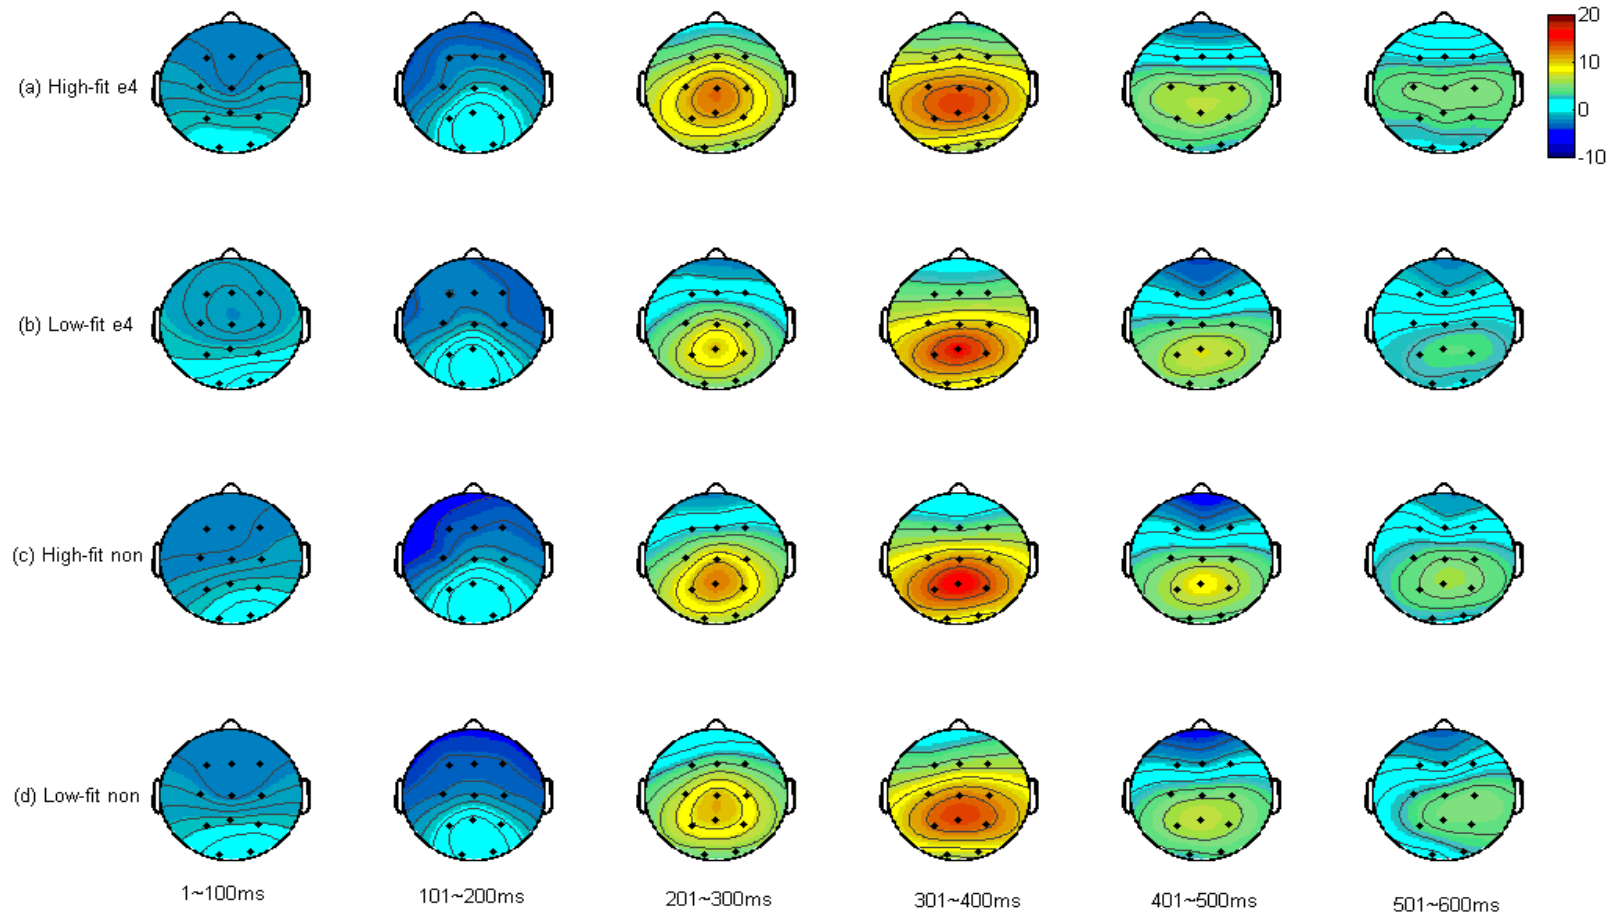 20
10
0
-10
(a) High-fit e4
(b) Low-fit e4
(c) High-fit non
(d) Low-fit non
1~100ms 101~200ms 201~300ms 301~400ms 401~500ms 501~600ms